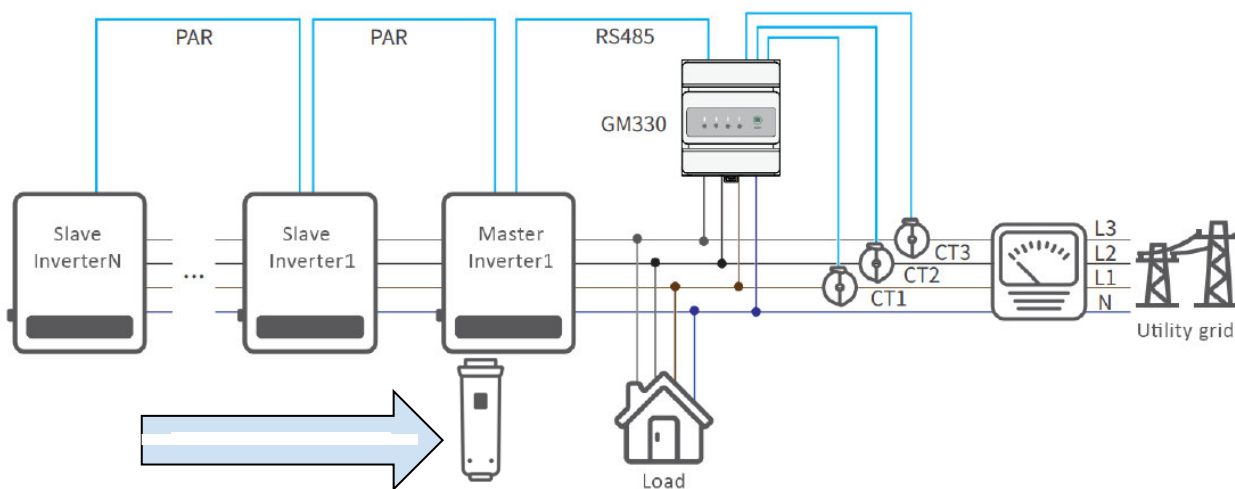 PAR
PAR
RS485
GM330
Slave
InverterN
...
Slave
Inverter1
Master
Inverter1
CT3
CT2
CT1
L3
L2
L1
N
Utility grid
Load